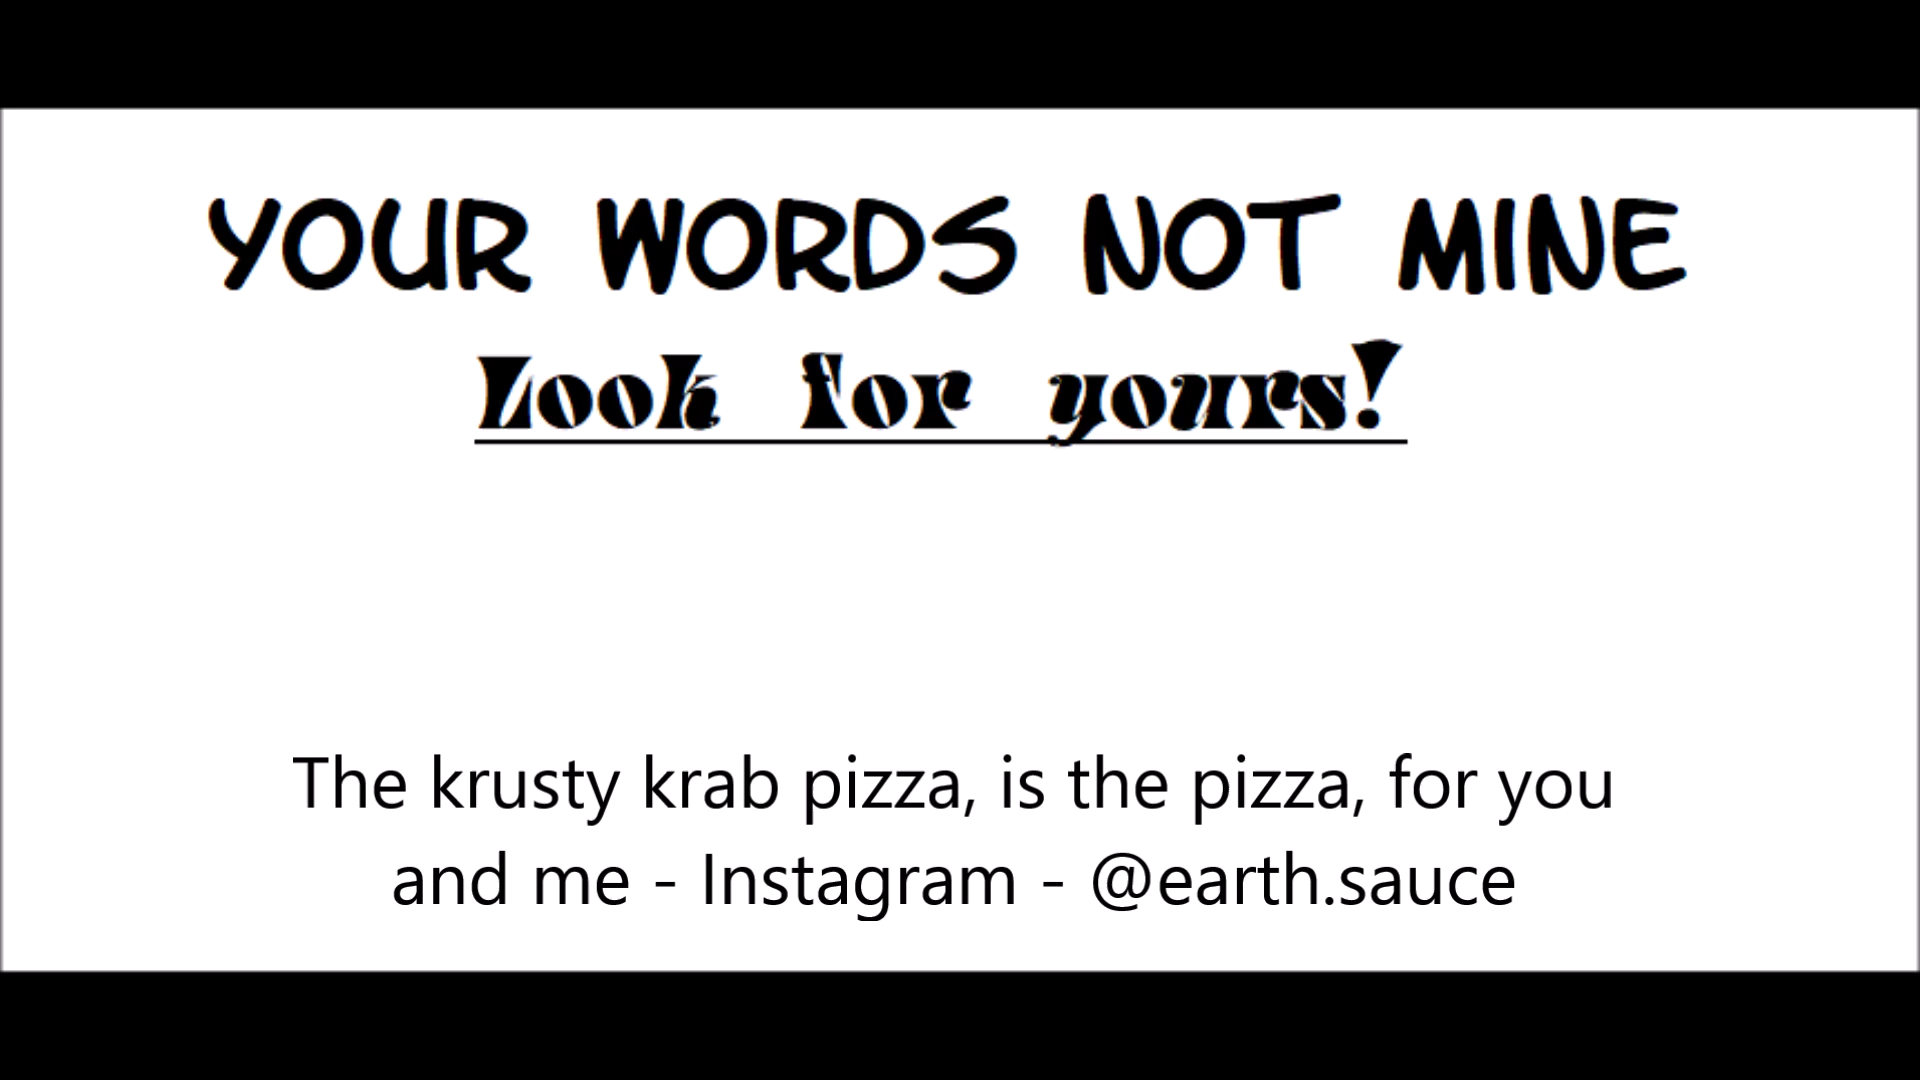 YOUR WORDS NOT MINE
Look for yours!
The krusty krab pizza, is the pizza, for you
and me - Instagram - @earth.sauce